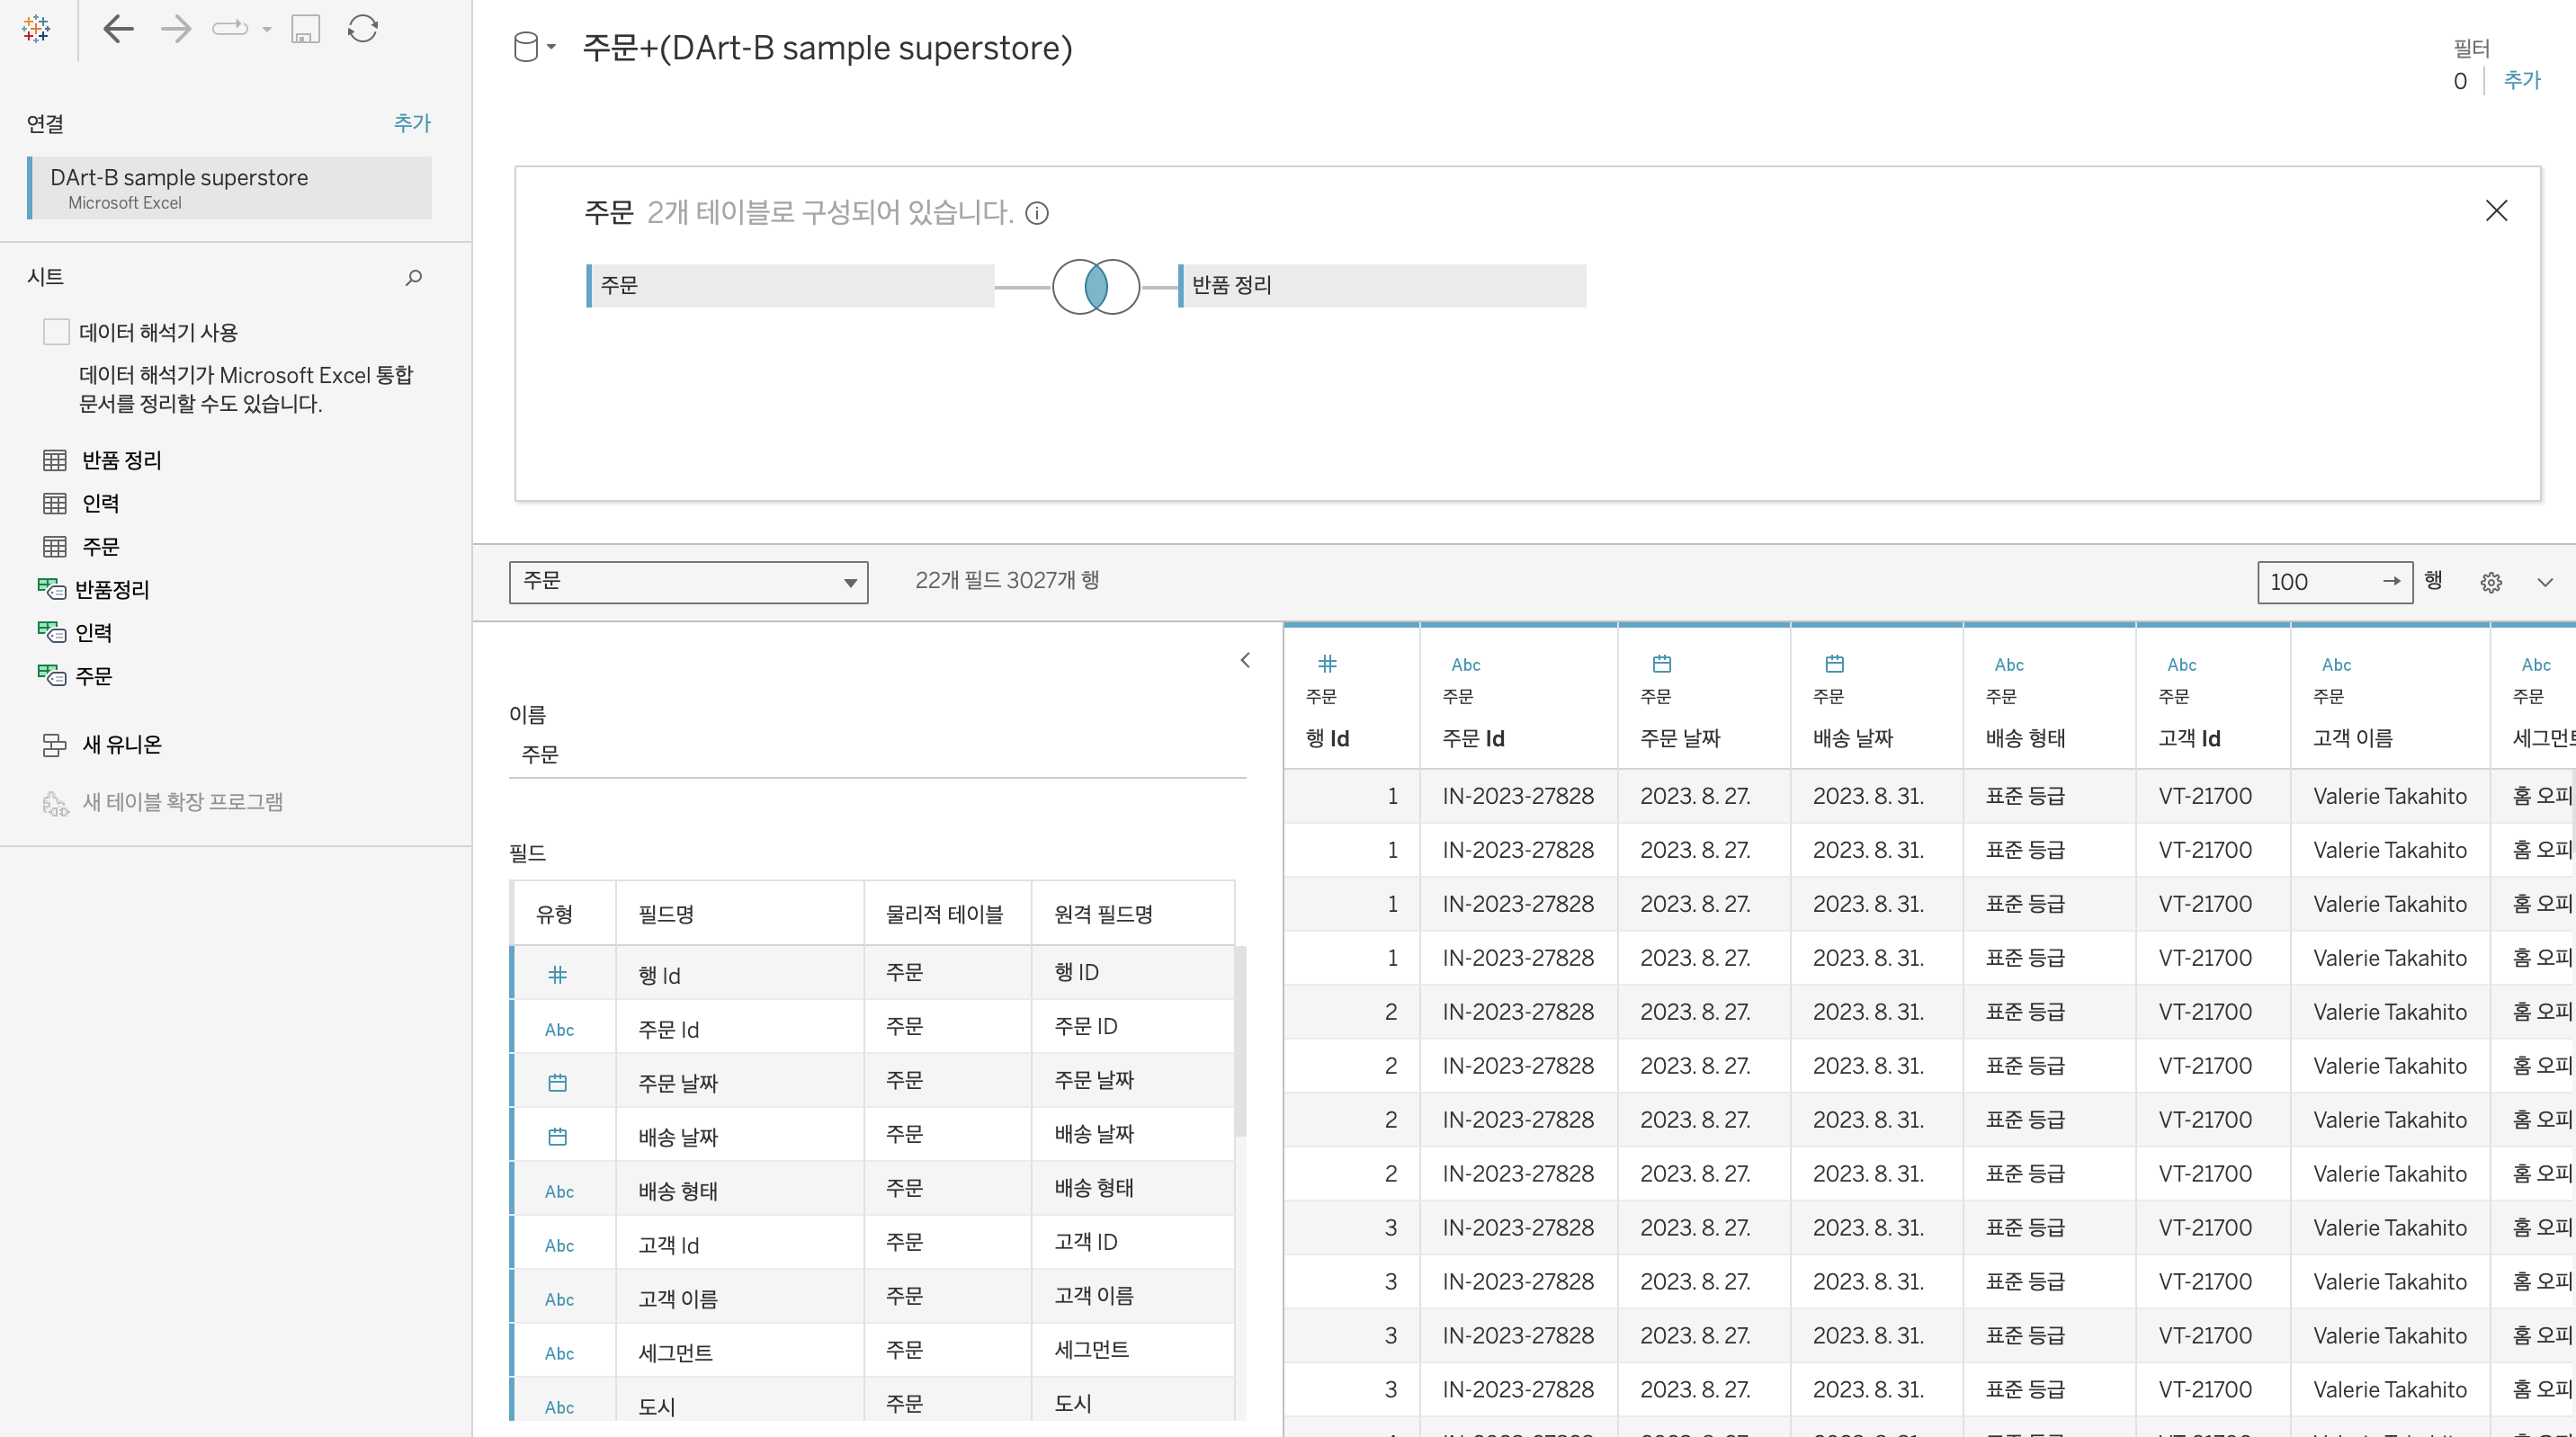 주문+(DArt-B sample superstore)
필터
0 추가
연결 추가
DArt-B sample superstore
Microsoft Excel
시트
데이터 해석기 사용
데이터 해석기가 Microsoft Excel 통합
문서를 정리할 수도 있습니다.
반품 정리
인력
주문
반품정리
인력
주문
새 유니온
새 테이블 확장 프로그램
주문 2개 테이블로 구성되어 있습니다.
주문 반품 정리
주문 22개 필드 3027개 행 100 → 행
이름
주문
필드
유형 필드명 물리적 테이블 원격 필드명
# 행 Id 주문 행 ID
Abc 주문 Id 주문 주문 ID
주문 날짜 주문 주문 날짜
배송 날짜 주문 배송 날짜
Abc 배송 형태 주문 배송 형태
Abc 고객 Id 주문 고객 ID
Abc 고객 이름 주문 고객 이름
Abc 세그먼트 주문 세그먼트
Abc 도시 주문 도시
# Abc Abc Abc Abc Abc
주문 주문 주문 주문 주문 주문 주문 주문
행 Id 주문 Id 주문 날짜 배송 날짜 배송 형태 고객 Id 고객 이름 세그먼트
1 IN-2023-27828 2023. 8. 27. 2023. 8. 31. 표준 등급 VT-21700 Valerie Takahito 홈 오피
1 IN-2023-27828 2023. 8. 27. 2023. 8. 31. 표준 등급 VT-21700 Valerie Takahito 홈 오피
1 IN-2023-27828 2023. 8. 27. 2023. 8. 31. 표준 등급 VT-21700 Valerie Takahito 홈 오피
1 IN-2023-27828 2023. 8. 27. 2023. 8. 31. 표준 등급 VT-21700 Valerie Takahito 홈 오피
2 IN-2023-27828 2023. 8. 27. 2023. 8. 31. 표준 등급 VT-21700 Valerie Takahito 홈 오피
2 IN-2023-27828 2023. 8. 27. 2023. 8. 31. 표준 등급 VT-21700 Valerie Takahito 홈 오피
2 IN-2023-27828 2023. 8. 27. 2023. 8. 31. 표준 등급 VT-21700 Valerie Takahito 홈 오피
2 IN-2023-27828 2023. 8. 27. 2023. 8. 31. 표준 등급 VT-21700 Valerie Takahito 홈 오피
3 IN-2023-27828 2023. 8. 27. 2023. 8. 31. 표준 등급 VT-21700 Valerie Takahito 홈 오피
3 IN-2023-27828 2023. 8. 27. 2023. 8. 31. 표준 등급 VT-21700 Valerie Takahito 홈 오피
3 IN-2023-27828 2023. 8. 27. 2023. 8. 31. 표준 등급 VT-21700 Valerie Takahito 홈 오피
3 IN-2023-27828 2023. 8. 27. 2023. 8. 31. 표준 등급 VT-21700 Valerie Takahito 홈 오피